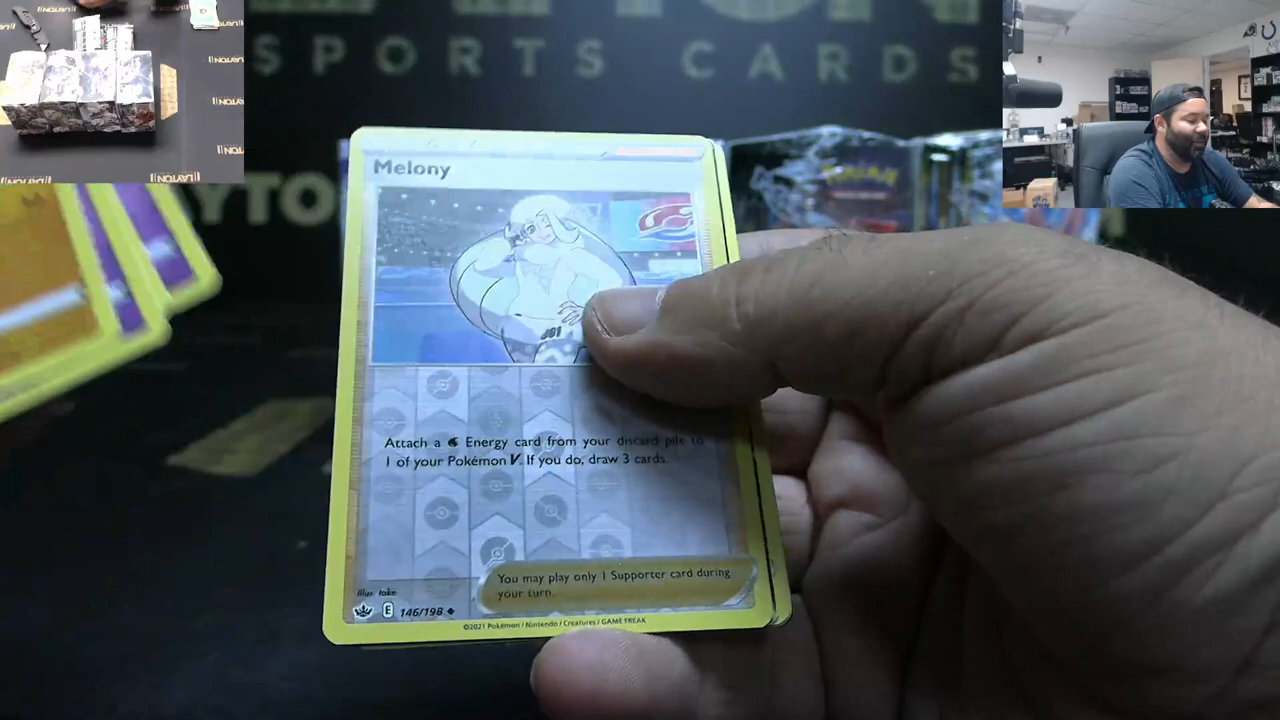 LAYTON
SPORTS CARDS
Melony
Attach a Energy card from your discard pile to
1 of your Pokémon V. If you do, draw 3 cards.
You may play only 1 Supporter card during
your turn.
Illus. take
E 146/198
©2021 Pokémon / Nintendo / Creatures / GAME FREAK